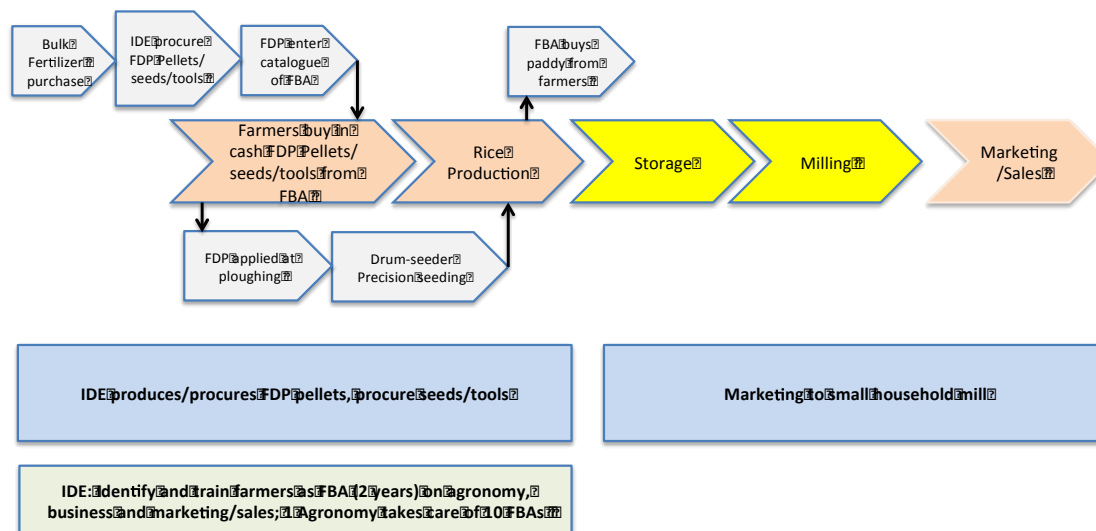 Bulk
Fertilizer
purchase
IDE procure
FDP Pellets/
seeds/tools
FDP enter
catalogue
of FBA
FBA buys
paddy from
farmers
Farmers buy in
cash FDP Pellets/
seeds/tools from
FBA
Rice
Production
Storage
Milling
Marketing
/Sales
FDP applied at
ploughing
Drum-seeder
Precision seeding
IDE produces/procures FDP pellets, procure seeds/tools
Marketing to small household mill
IDE: Identify and train farmers as FBA (2 years) on agronomy,
business and marketing/sales; 1 Agronomy takes care of 10 FBAs